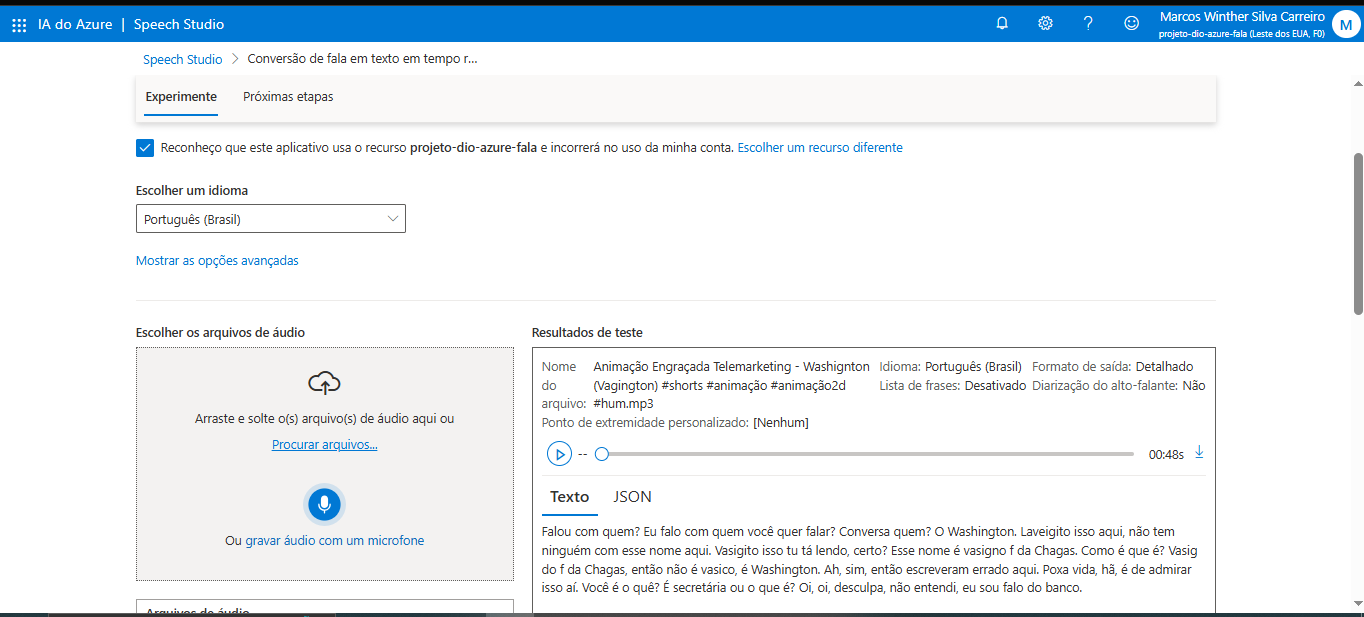 IA do Azure | Speech Studio
Marcos Winther Silva Carreiro
projeto-dio-azure-fala (Leste dos EUA, F0)
M
Speech Studio > Conversão de fala em texto em tempo r...
Experimente Próximas etapas
Reconheço que este aplicativo usa o recurso projeto-dio-azure-fala e incorrerá no uso da minha conta. Escolher um recurso diferente
Escolher um idioma
Português (Brasil)
Mostrar as opções avançadas
Escolher os arquivos de áudio
Arraste e solte o(s) arquivo(s) de áudio aqui ou
Procurar arquivos...
Ou gravar áudio com um microfone
Arquivos de áudio
Resultados de teste
Nome do arquivo: Animação Engraçada Telemarketing - Washignton
(Vagington) #shorts #animação #animação2d
#hum.mp3
Idioma: Português (Brasil) Formato de saída: Detalhado
Lista de frases: Desativado Diarização do alto-falante: Não
Ponto de extremidade personalizado: [Nenhum]
-- 00:48s
Texto JSON
Falou com quem? Eu falo com quem você quer falar? Conversa quem? O Washington. Laveigito isso aqui, não tem
ninguém com esse nome aqui. Vasigito isso tu tá lendo, certo? Esse nome é vasigno f da Chagas. Como é que é? Vasig
do f da Chagas, então não é vasico, é Washington. Ah, sim, então escreveram errado aqui. Poxa vida, hã, é de admirar
isso aí. Você é o quê? É secretária ou o que é? Oi, oi, desculpa, não entendi, eu sou falo do banco.